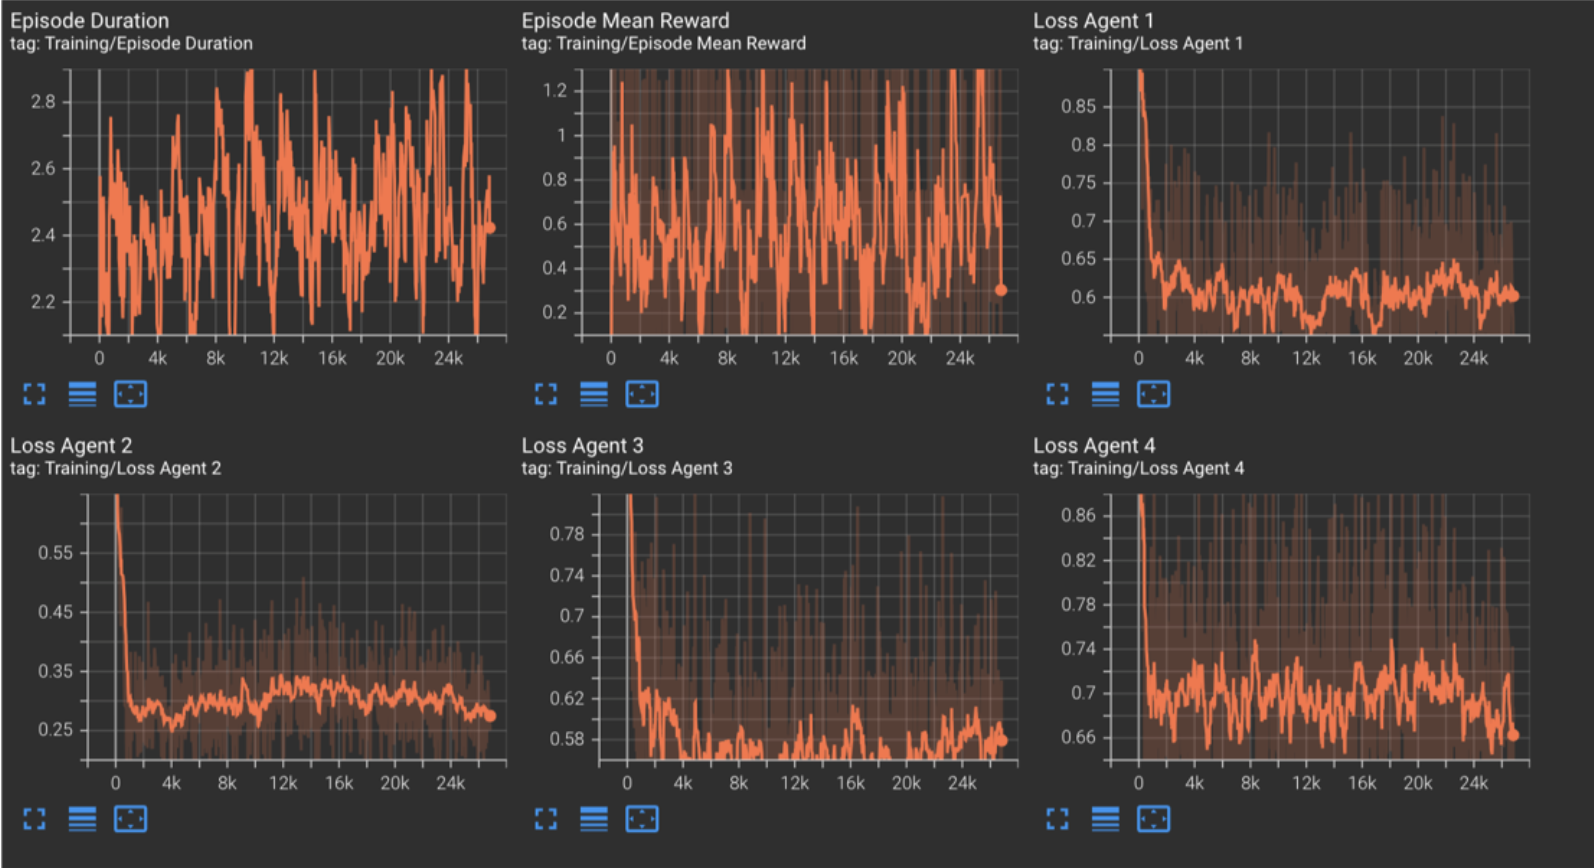 Episode Duration
tag: Training/Episode Duration
2.8
2.6
2.4
2.2
0 4k 8k 12k 16k 20k 24k
Episode Mean Reward
tag: Training/Episode Mean Reward
1.2
1
0.8
0.6
0.4
0.2
0 4k 8k 12k 16k 20k 24k
Loss Agent 1
tag: Training/Loss Agent 1
0.85
0.8
0.75
0.7
0.65
0.6
0 4k 8k 12k 16k 20k 24k
Loss Agent 2
tag: Training/Loss Agent 2
0.55
0.45
0.35
0.25
0 4k 8k 12k 16k 20k 24k
Loss Agent 3
tag: Training/Loss Agent 3
0.78
0.74
0.7
0.66
0.62
0.58
0 4k 8k 12k 16k 20k 24k
Loss Agent 4
tag: Training/Loss Agent 4
0.86
0.82
0.78
0.74
0.7
0.66
0 4k 8k 12k 16k 20k 24k